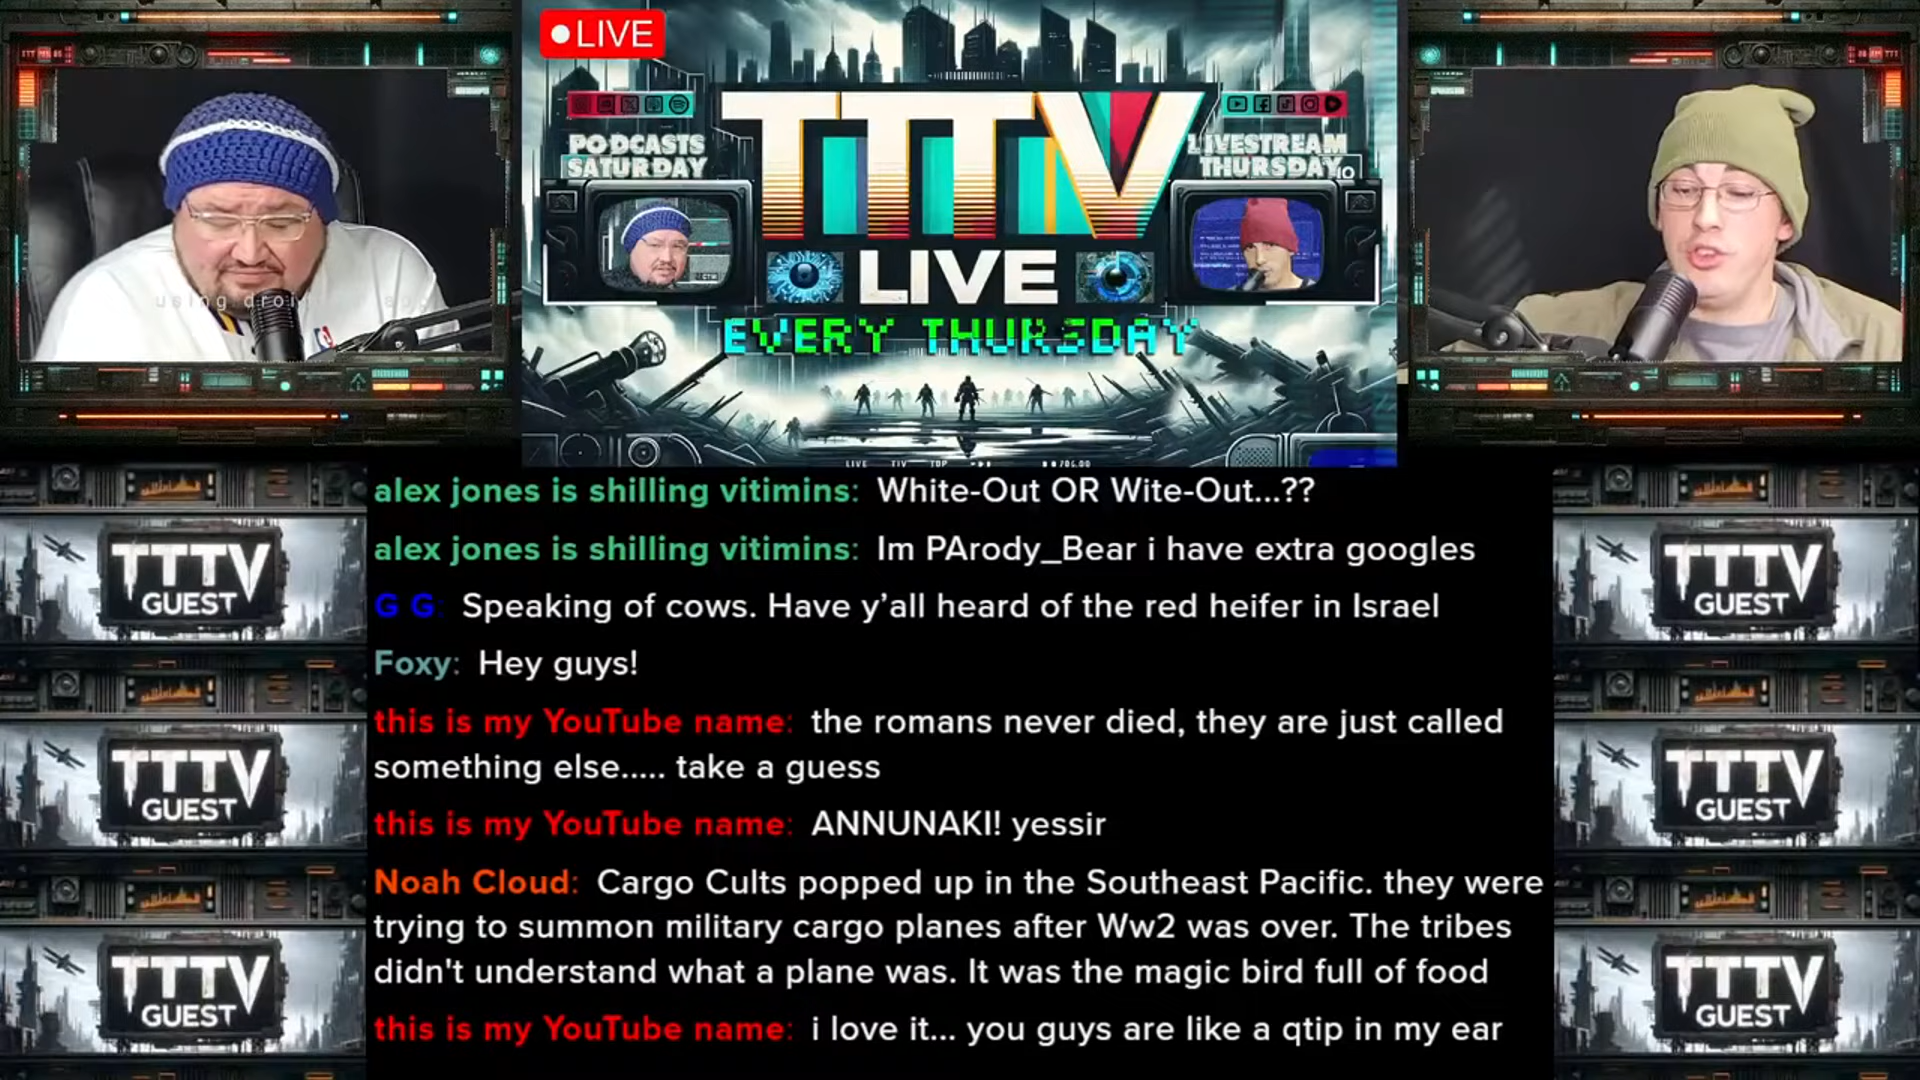 LIVE
PODCASTS
SATURDAY
TTTV
LIVESTREAM
THURSDAY
LIVE
EVERY THURSDAY
alex jones is shilling vitimins: White-Out OR Wite-Out...??
alex jones is shilling vitimins: Im PArody_Bear i have extra googles
G G: Speaking of cows. Have y’all heard of the red heifer in Israel
Foxy: Hey guys!
this is my YouTube name: the romans never died, they are just called
something else..... take a guess
this is my YouTube name: ANNUNAKI! yessir
Noah Cloud: Cargo Cults popped up in the Southeast Pacific. they were
trying to summon military cargo planes after Ww2 was over. The tribes
didn't understand what a plane was. It was the magic bird full of food
this is my YouTube name: i love it... you guys are like a qtip in my ear
TTTV
GUEST
TTTV
GUEST
TTTV
GUEST
TTTV
GUEST
TTTV
GUEST
TTTV
GUEST